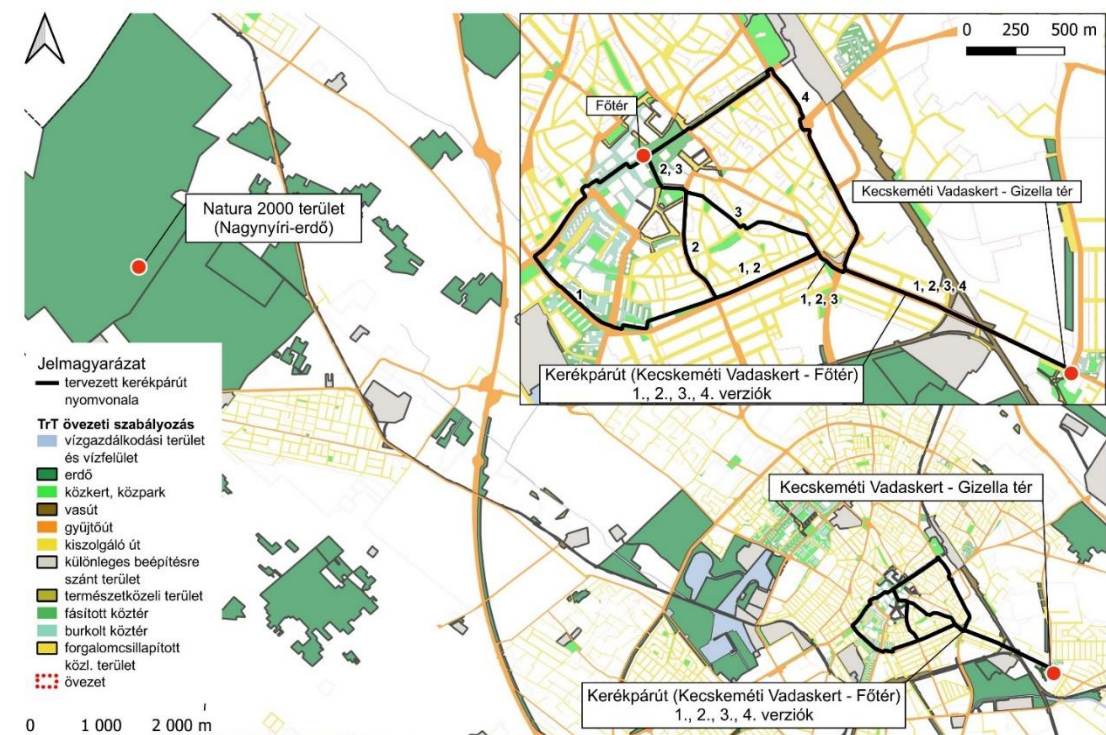 0 250 500 m
4
Főtér
2, 3
Kecskeméti Vadaskert - Gizella tér
3
2
1, 2
1
1, 2, 3
1, 2, 3, 4
Kerékpárút (Kecskeméti Vadaskert - Főtér)
1., 2., 3., 4. verziók
Natura 2000 terület
(Nagynyíri-erdő)
Jelmagyarázat
tervezett kerékpárút
nyomvonala
TrT övezeti szabályozás
vízgazdálkodási terület
és vízfelület
erdő
közkert, közpark
vasút
gyűjtőút
kiszolgáló út
különleges beépítésre
szánt terület
természetközeli terület
fásított köztér
burkolt köztér
forgalomcsillapított
közl. terület
övezet
0 1 000 2 000 m
Kecskeméti Vadaskert - Gizella tér
Kerékpárút (Kecskeméti Vadaskert - Főtér)
1., 2., 3., 4. verziók